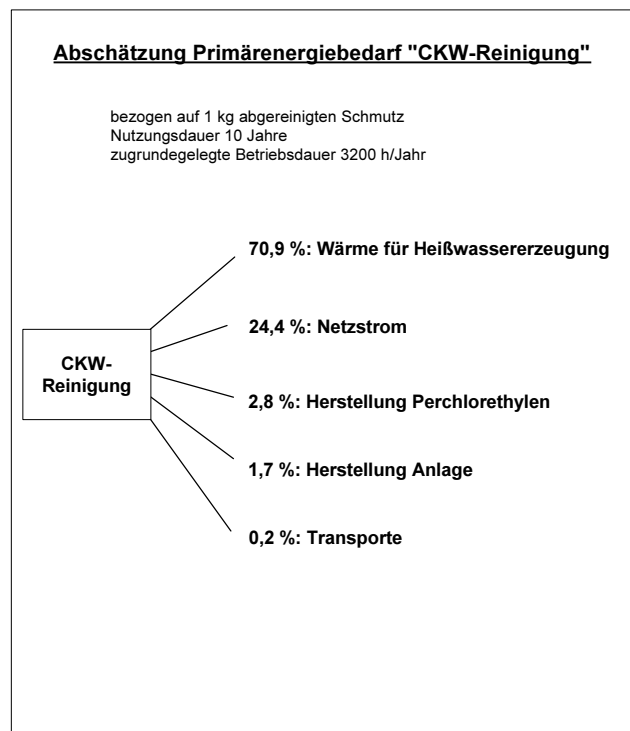 Abschätzung Primärenergiebedarf "CKW-Reinigung"
bezogen auf 1 kg abgereinigten Schmutz
Nutzungsdauer 10 Jahre
zugrundegelegte Betriebsdauer 3200 h/Jahr
70,9 %: Wärme für Heißwassererzeugung
24,4 %: Netzstrom
CKW-
Reinigung
2,8 %: Herstellung Perchlorethylen
1,7 %: Herstellung Anlage
0,2 %: Transporte